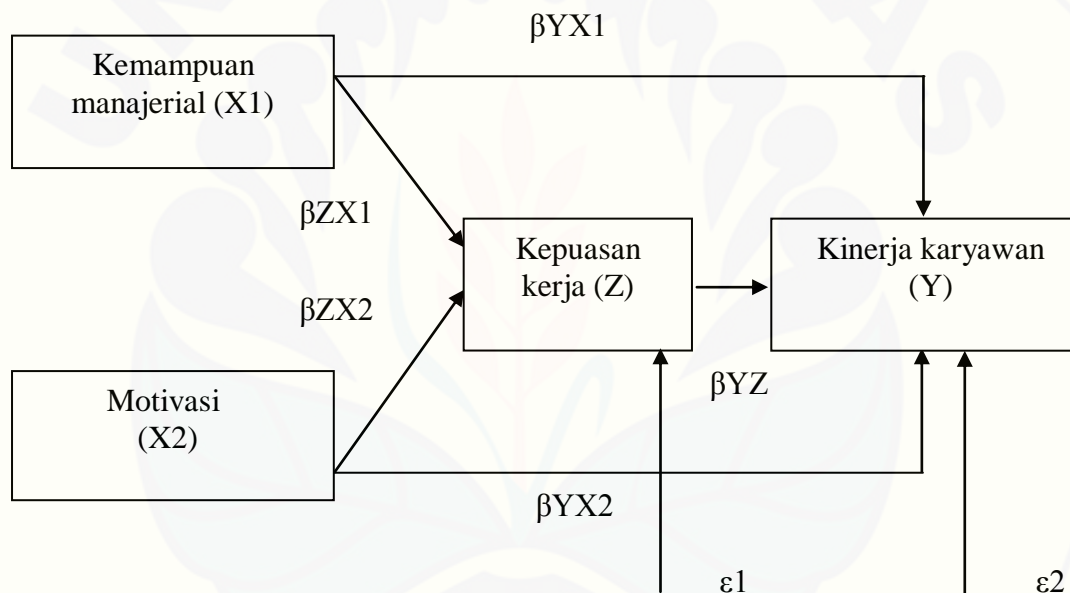 βYX1
Kemampuan
manajerial (X1)
βZX1
Kepuasan
kerja (Z)
Kinerja karyawan
(Y)
βZX2
βYZ
Motivasi
(X2)
βYX2
ε1
ε2